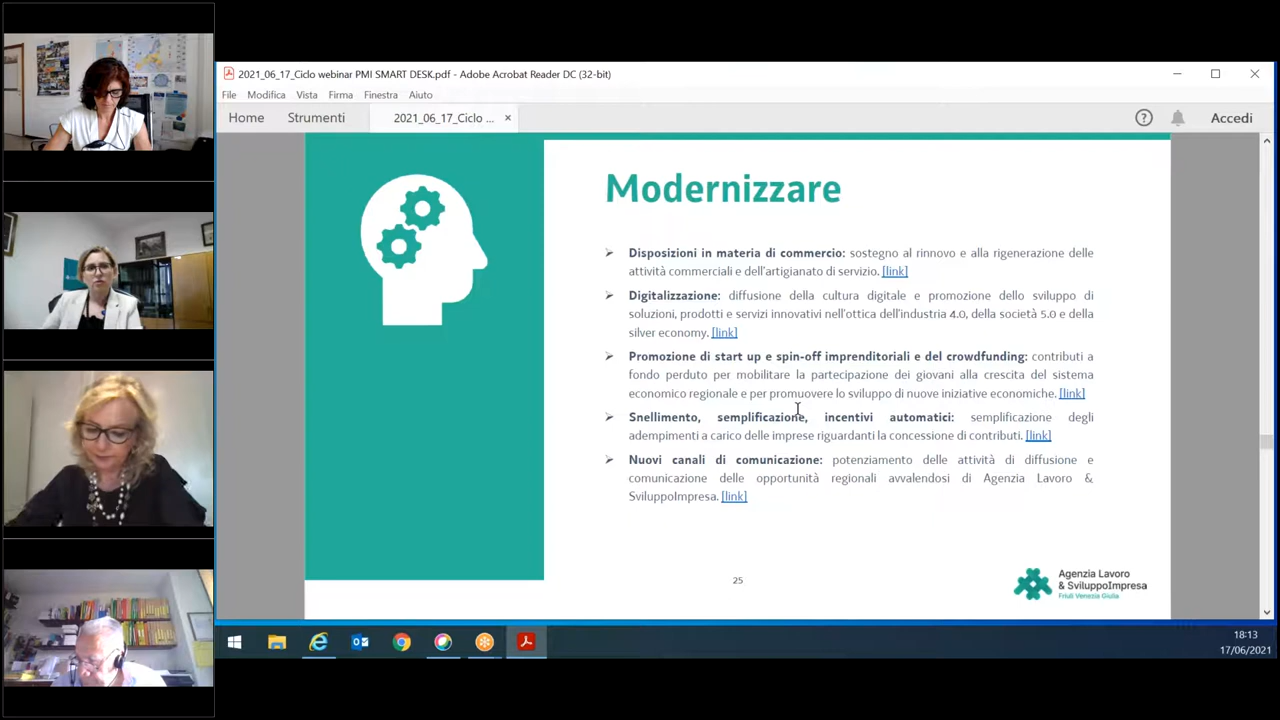 2021_06_17_Ciclo webinar PMI SMART DESK.pdf - Adobe Acrobat Reader DC (32-bit)
File Modifica Vista Firma Finestra Aiuto
Home Strumenti 2021_06_17_Ciclo ... × Accedi
Modernizzare
➤ Disposizioni in materia di commercio: sostegno al rinnovo e alla rigenerazione delle
attività commerciali e dell'artigianato di servizio. [link]
➤ Digitalizzazione: diffusione della cultura digitale e promozione dello sviluppo di
soluzioni, prodotti e servizi innovativi nell'ottica dell'industria 4.0, della società 5.0 e della
silver economy. [link]
➤ Promozione di start up e spin-off imprenditoriali e del crowdfunding: contributi a
fondo perduto per mobilitare la partecipazione dei giovani alla crescita del sistema
economico regionale e per promuovere lo sviluppo di nuove iniziative economiche. [link]
➤ Snellimento, semplificazione, incentivi automatici: semplificazione degli
adempimenti a carico delle imprese riguardanti la concessione di contributi. [link]
➤ Nuovi canali di comunicazione: potenziamento delle attività di diffusione e
comunicazione delle opportunità regionali avvalendosi di Agenzia Lavoro &
SviluppoImpresa. [link]
25
Agenzia Lavoro
& SviluppoImpresa
Friuli Venezia Giulia
18:13
17/06/2021